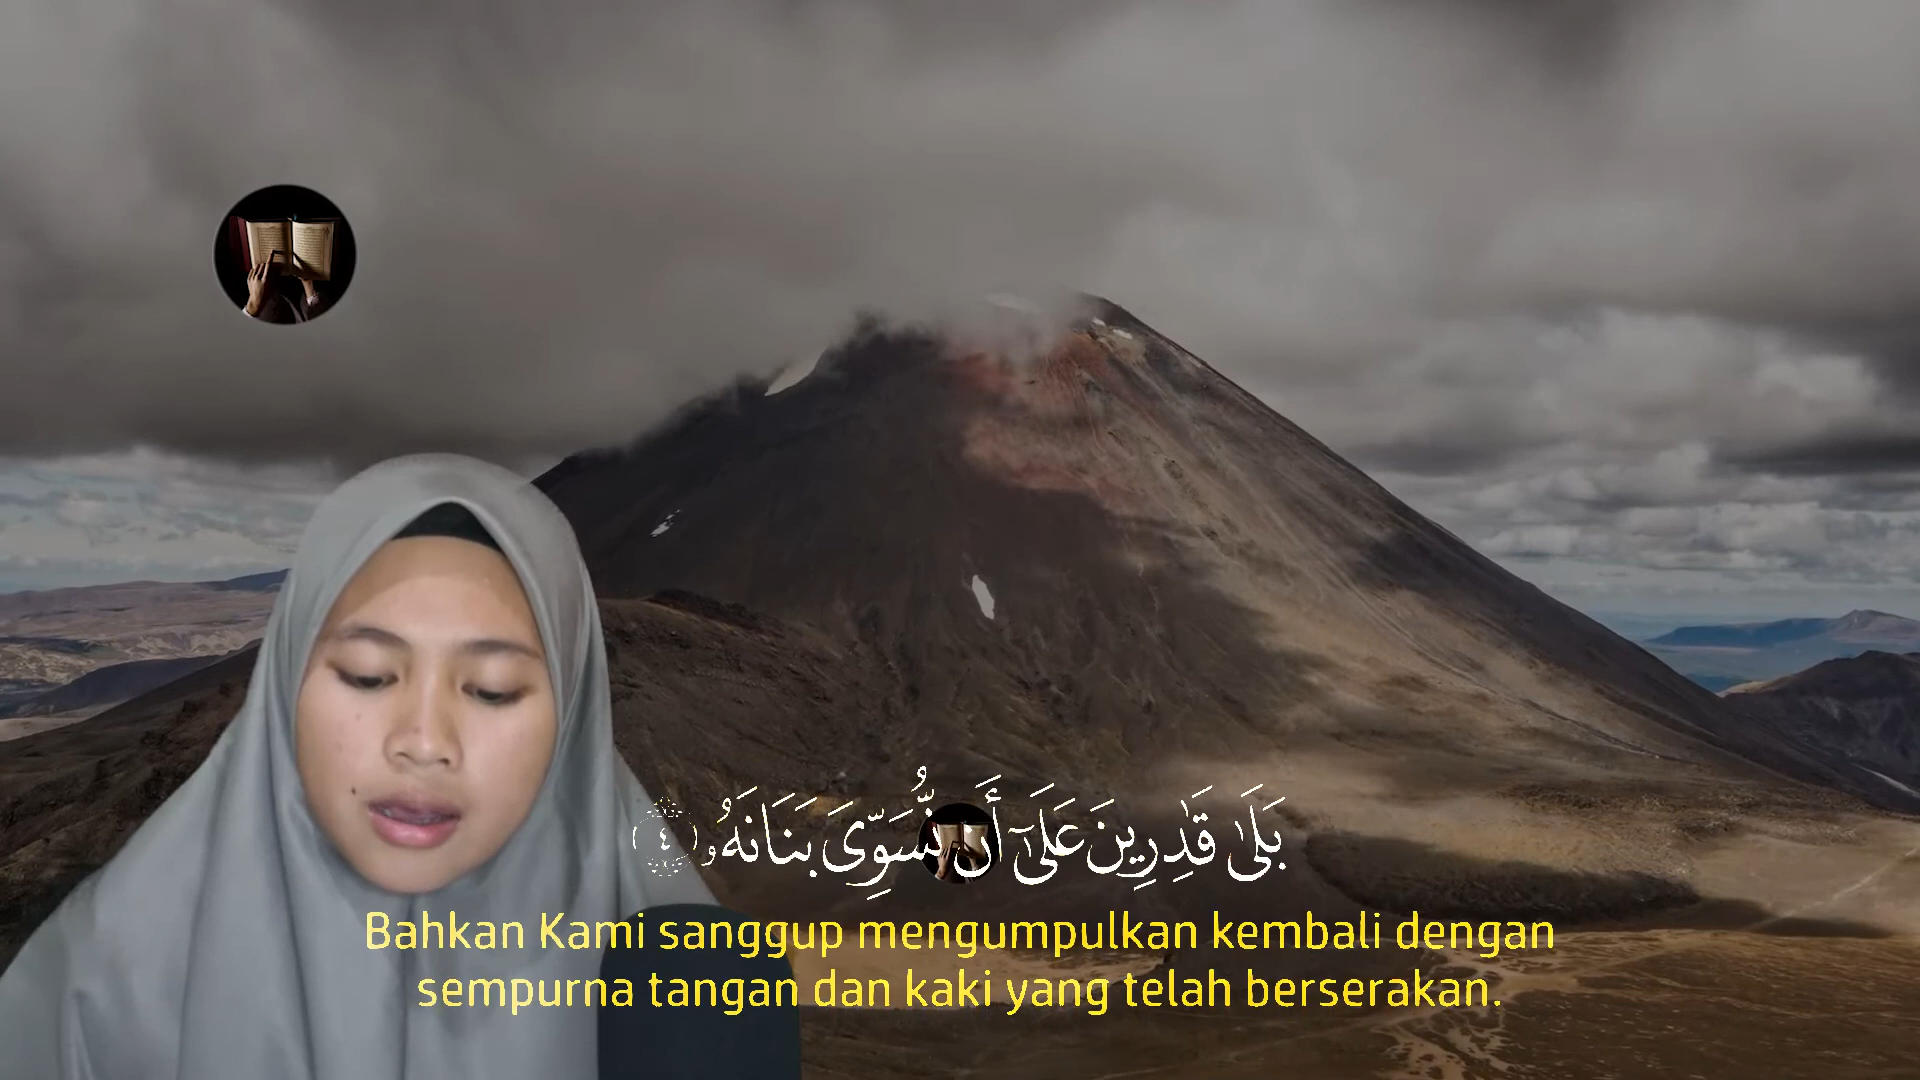 بَلَىٰ قَٰدِرِينَ عَلَىٰٓ أَن نُّسَوِّىَ بَنَانَهُۥ ٤
Bahkan Kami sanggup mengumpulkan kembali dengan
sempurna tangan dan kaki yang telah berserakan.